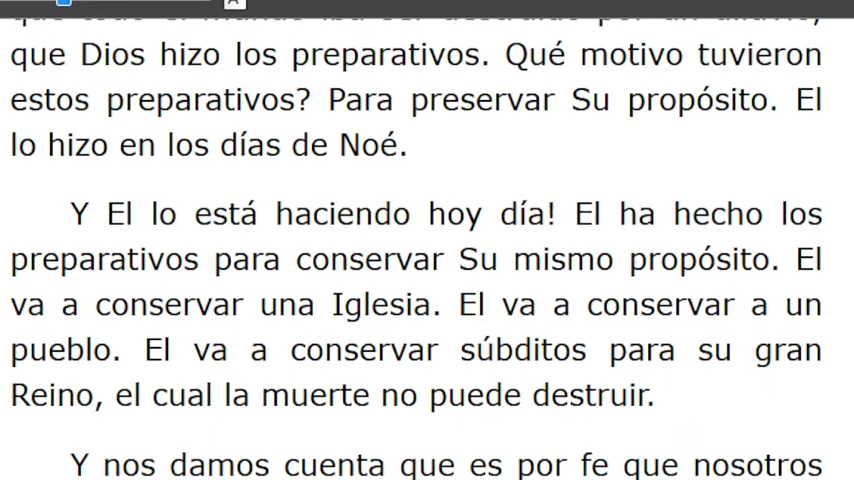 que Dios hizo los preparativos. Qué motivo tuvieron
estos preparativos? Para preservar Su propósito. El
lo hizo en los días de Noé.
Y El lo está haciendo hoy día! El ha hecho los
preparativos para conservar Su mismo propósito. El
va a conservar una Iglesia. El va a conservar a un
pueblo. El va a conservar súbditos para su gran
Reino, el cual la muerte no puede destruir.
Y nos damos cuenta que es por fe que nosotros